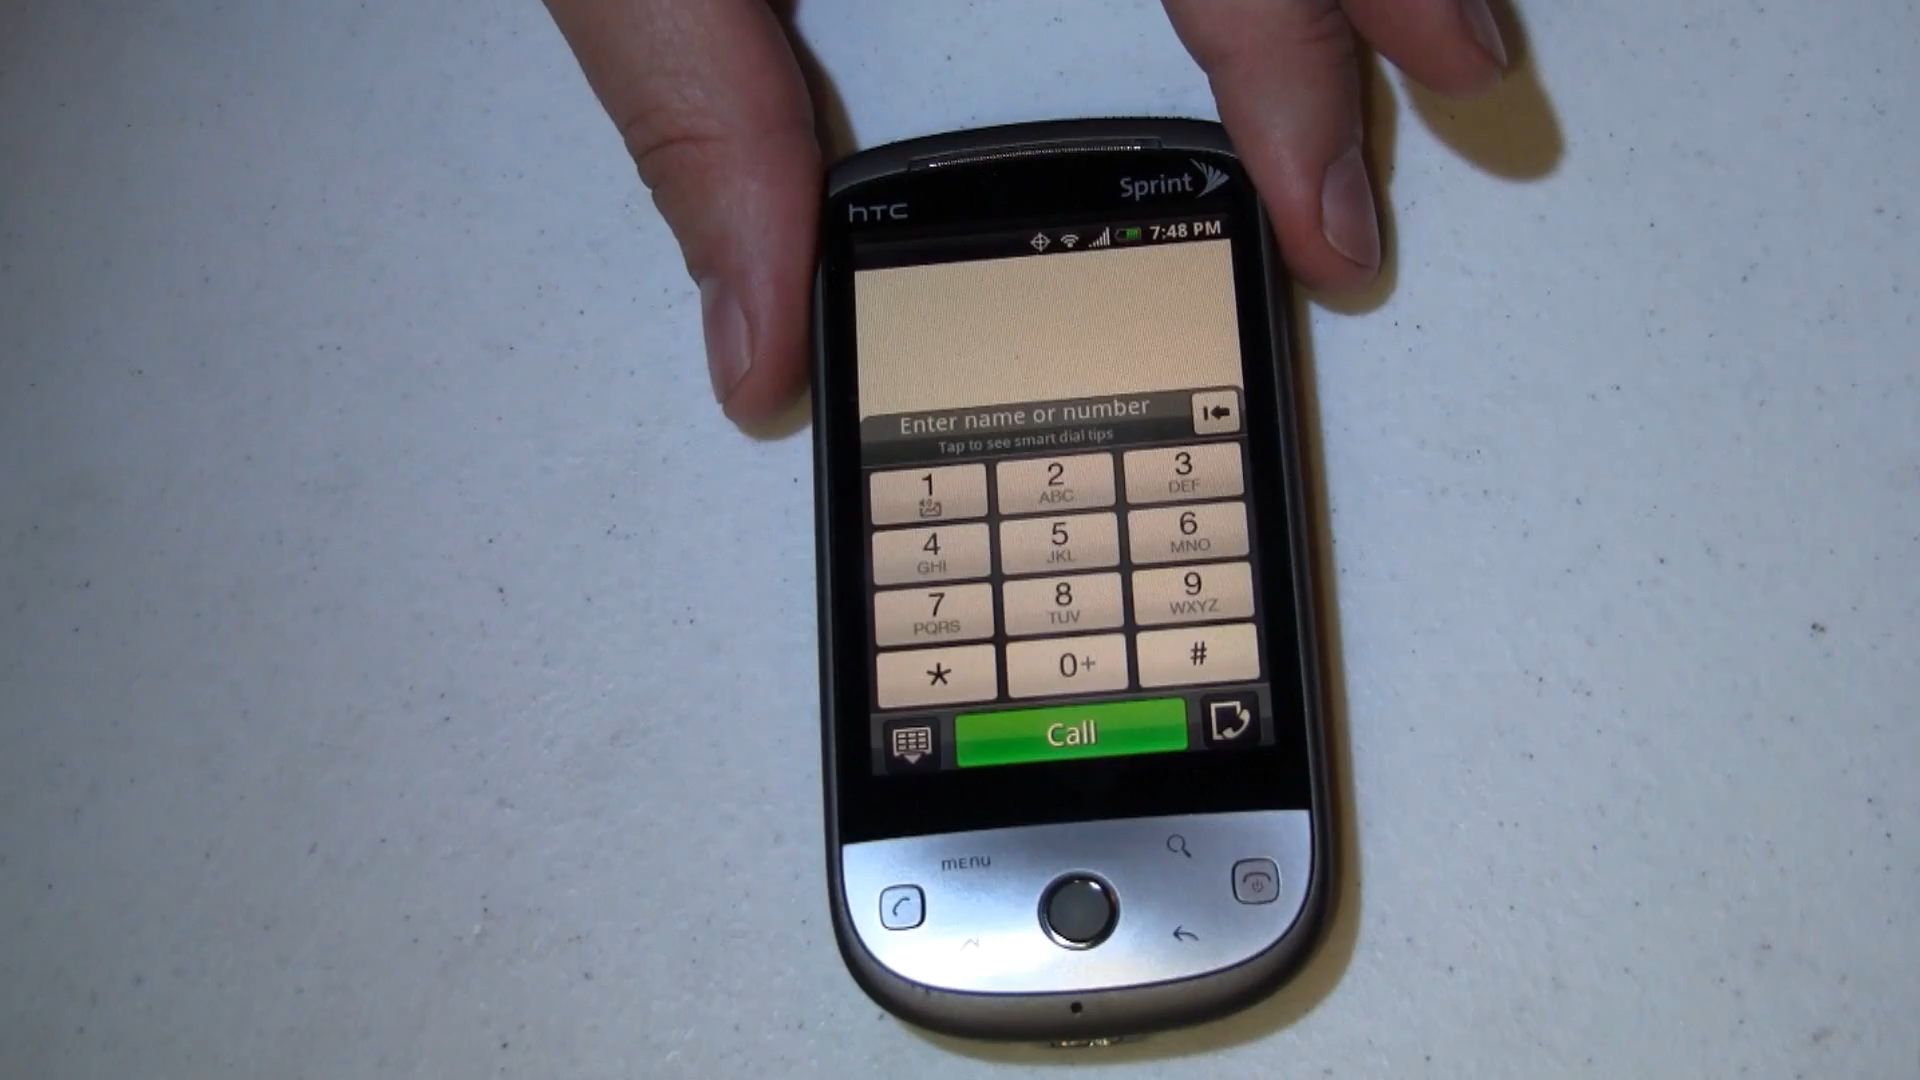 Sprint
hTC
7:48 PM
Enter name or number
Tap to see smart dial tips
1 2 3
ABC DEF
4 5 6
GHI JKL MNO
7 8 9
PQRS TUV WXYZ
* 0+ #
Call
MENU